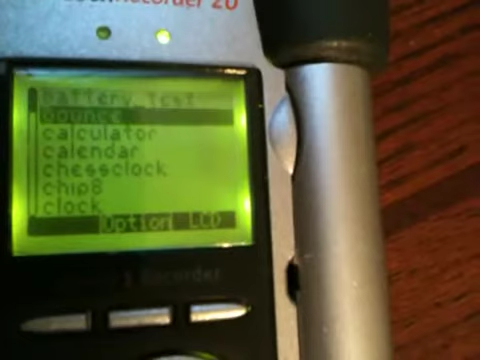 Recorder 20
battery test
bounce
calculator
calendar
chessclock
chip8
clock
Option LCD
Recorder